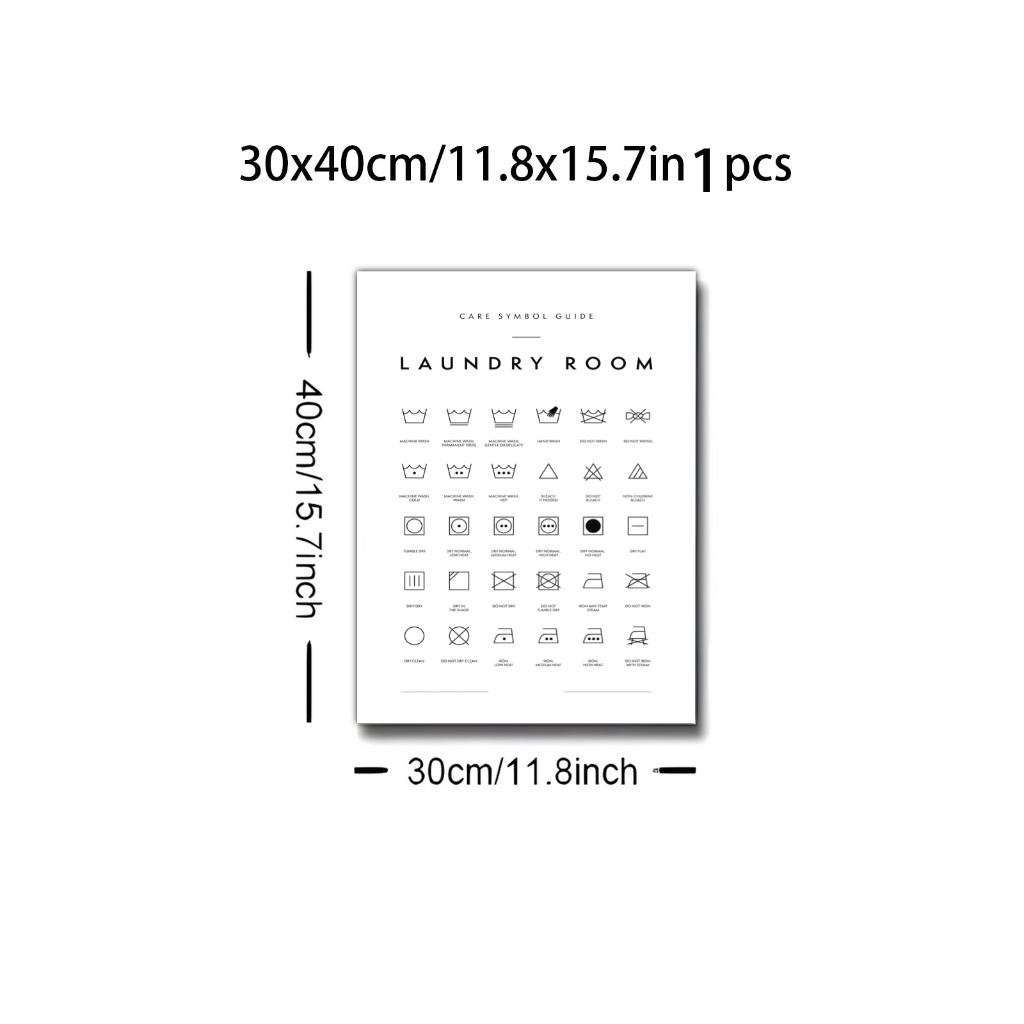 30x40cm/11.8x15.7in 1 pcs
CARE SYMBOL GUIDE
LAUNDRY ROOM
40cm/15.7inch
MACHINE WASH
MACHINE WASH,
PERMANENT PRESS
MACHINE WASH,
GENTLE OR DELICATE
HAND WASH
DO NOT WASH
DO NOT WRING
MACHINE WASH,
COLD
MACHINE WASH,
WARM
MACHINE WASH,
HOT
BLEACH
IF NEEDED
DO NOT
BLEACH
NON-CHLORINE
BLEACH
TUMBLE DRY
DRY NORMAL,
LOW HEAT
DRY NORMAL,
MEDIUM HEAT
DRY NORMAL,
HIGH HEAT
DRY NORMAL,
NO HEAT
DRY FLAT
DRIP DRY
DRY IN
THE SHADE
DO NOT DRY
DO NOT
TUMBLE DRY
IRON ANY TEMP,
STEAM
DO NOT IRON
DRY CLEAN
DO NOT DRY CLEAN
IRON,
LOW HEAT
IRON,
MEDIUM HEAT
IRON,
HIGH HEAT
DO NOT IRON
WITH STEAM
30cm/11.8inch